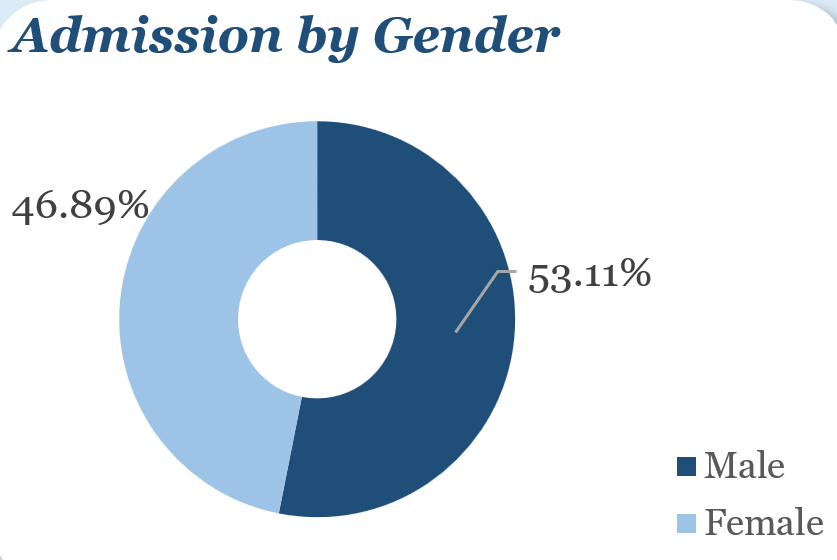 Admission by Gender
46.89%
53.11%
Male
Female